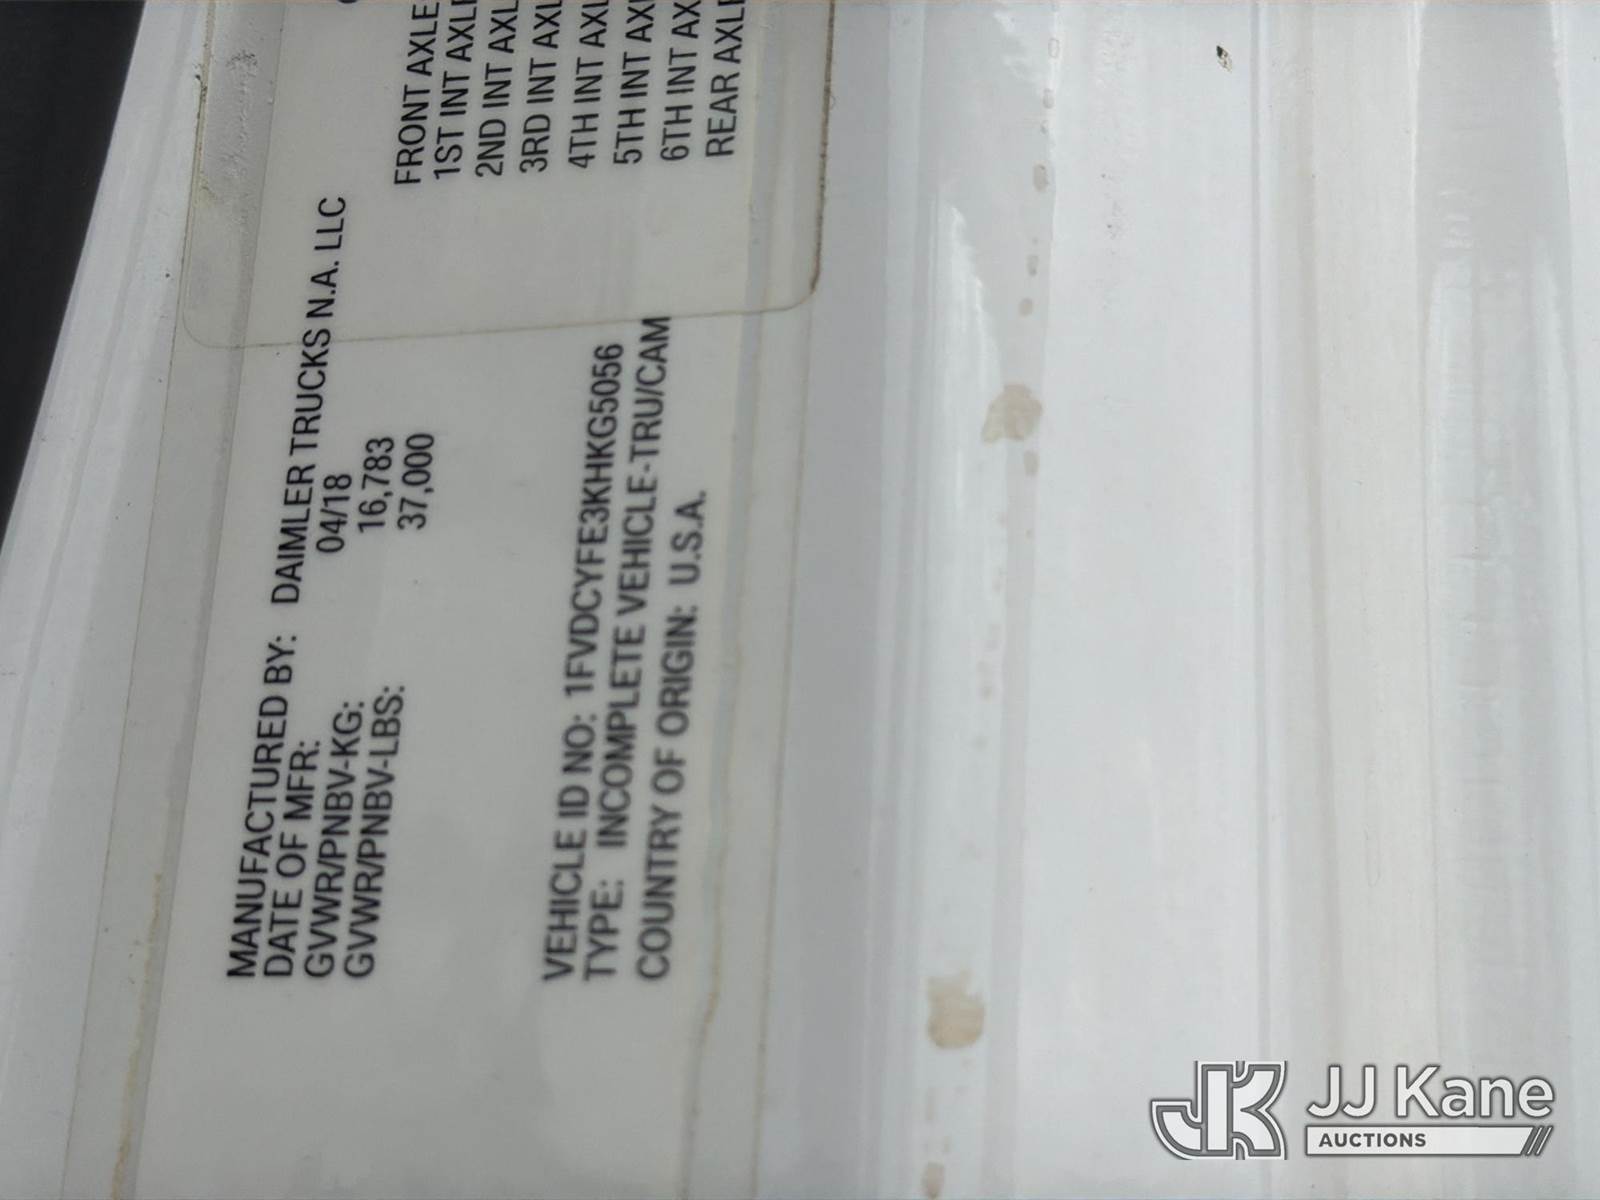 MANUFACTURED BY: DAIMLER TRUCKS N.A. LLC
DATE OF MFR: 04/18
GVWR/PNBV-KG: 16,783
GVWR/PNBV-LBS: 37,000
VEHICLE ID NO: 1FVDCYFE3KHKG5056
TYPE: INCOMPLETE VEHICLE-TRU/CAM
COUNTRY OF ORIGIN: U.S.A.
FRONT AXLE
1ST INT AXLE
2ND INT AXL
3RD INT AXL
4TH INT AXL
5TH INT AX
6TH INT AX
REAR AXLE
JJ Kane
AUCTIONS